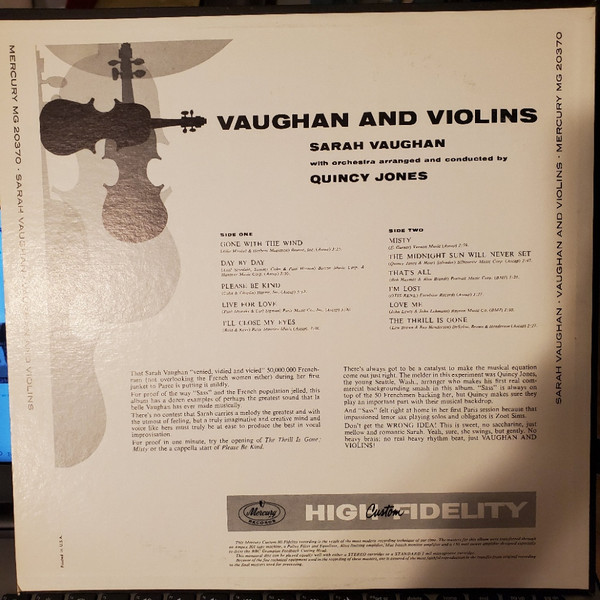 VAUGHAN AND VIOLINS
SARAH VAUGHAN
with orchestra arranged and conducted by
QUINCY JONES
SIDE ONE
GONE WITH THE WIND
DAY BY DAY
PLEASE BE KIND
LIVE FOR LOVE
I'LL CLOSE MY EYES
SIDE TWO
MISTY
THE MIDNIGHT SUN WILL NEVER SET
THAT'S ALL
I'M LOST
LOVE ME
THE THRILL IS GONE
That Sarah Vaughan "venied, vidied and vicied" 50,000,000 French-
men (not overlooking the French women either) during her first
junket to Paree is putting it mildly.
For proof of the way "Sass" and the French population jelled, this
album has a dozen examples of perhaps the greatest sound that la
belle Vaughan has ever made musically.
There's no contest that Sarah carries a melody the greatest and with
the utmost of feeling, but a truly imaginative and creative mind and
voice like hers must truly be at ease to produce the best in vocal
improvisation.
For proof in one minute, try the opening of The Thrill Is Gone;
Misty or the a cappella start of Please Be Kind.
There's always got to be a catalyst to make the musical equation
come out just right. The melder in this experiment was Quincy Jones,
the young Seattle, Wash., arranger who makes his first real com-
mercial backgrounding smash in this album. "Sass" is always on
top of the 50 Frenchmen backing her, but Quincy makes sure they
play as important part with their musical backdrop.
And "Sass" felt right at home in her first Paris session because that
impassioned tenor sax playing solos and obligatos is Zoot Sims.
Don't get the WRONG IDEA! This is sweet, no saccharine, just
mellow and romantic Sarah. Yeah, sure, she swings, but gently. No
heavy brass; no real heavy rhythm beat, just VAUGHAN AND
VIOLINS!
Mercury
RECORDS
Custom
HIGH FIDELITY
Printed in U.S.A.
MERCURY MG 20370 · SARAH VAUGHAN
AND VIOLINS
SARAH VAUGHAN · VAUGHAN AND VIOLINS · MERCURY MG 20370